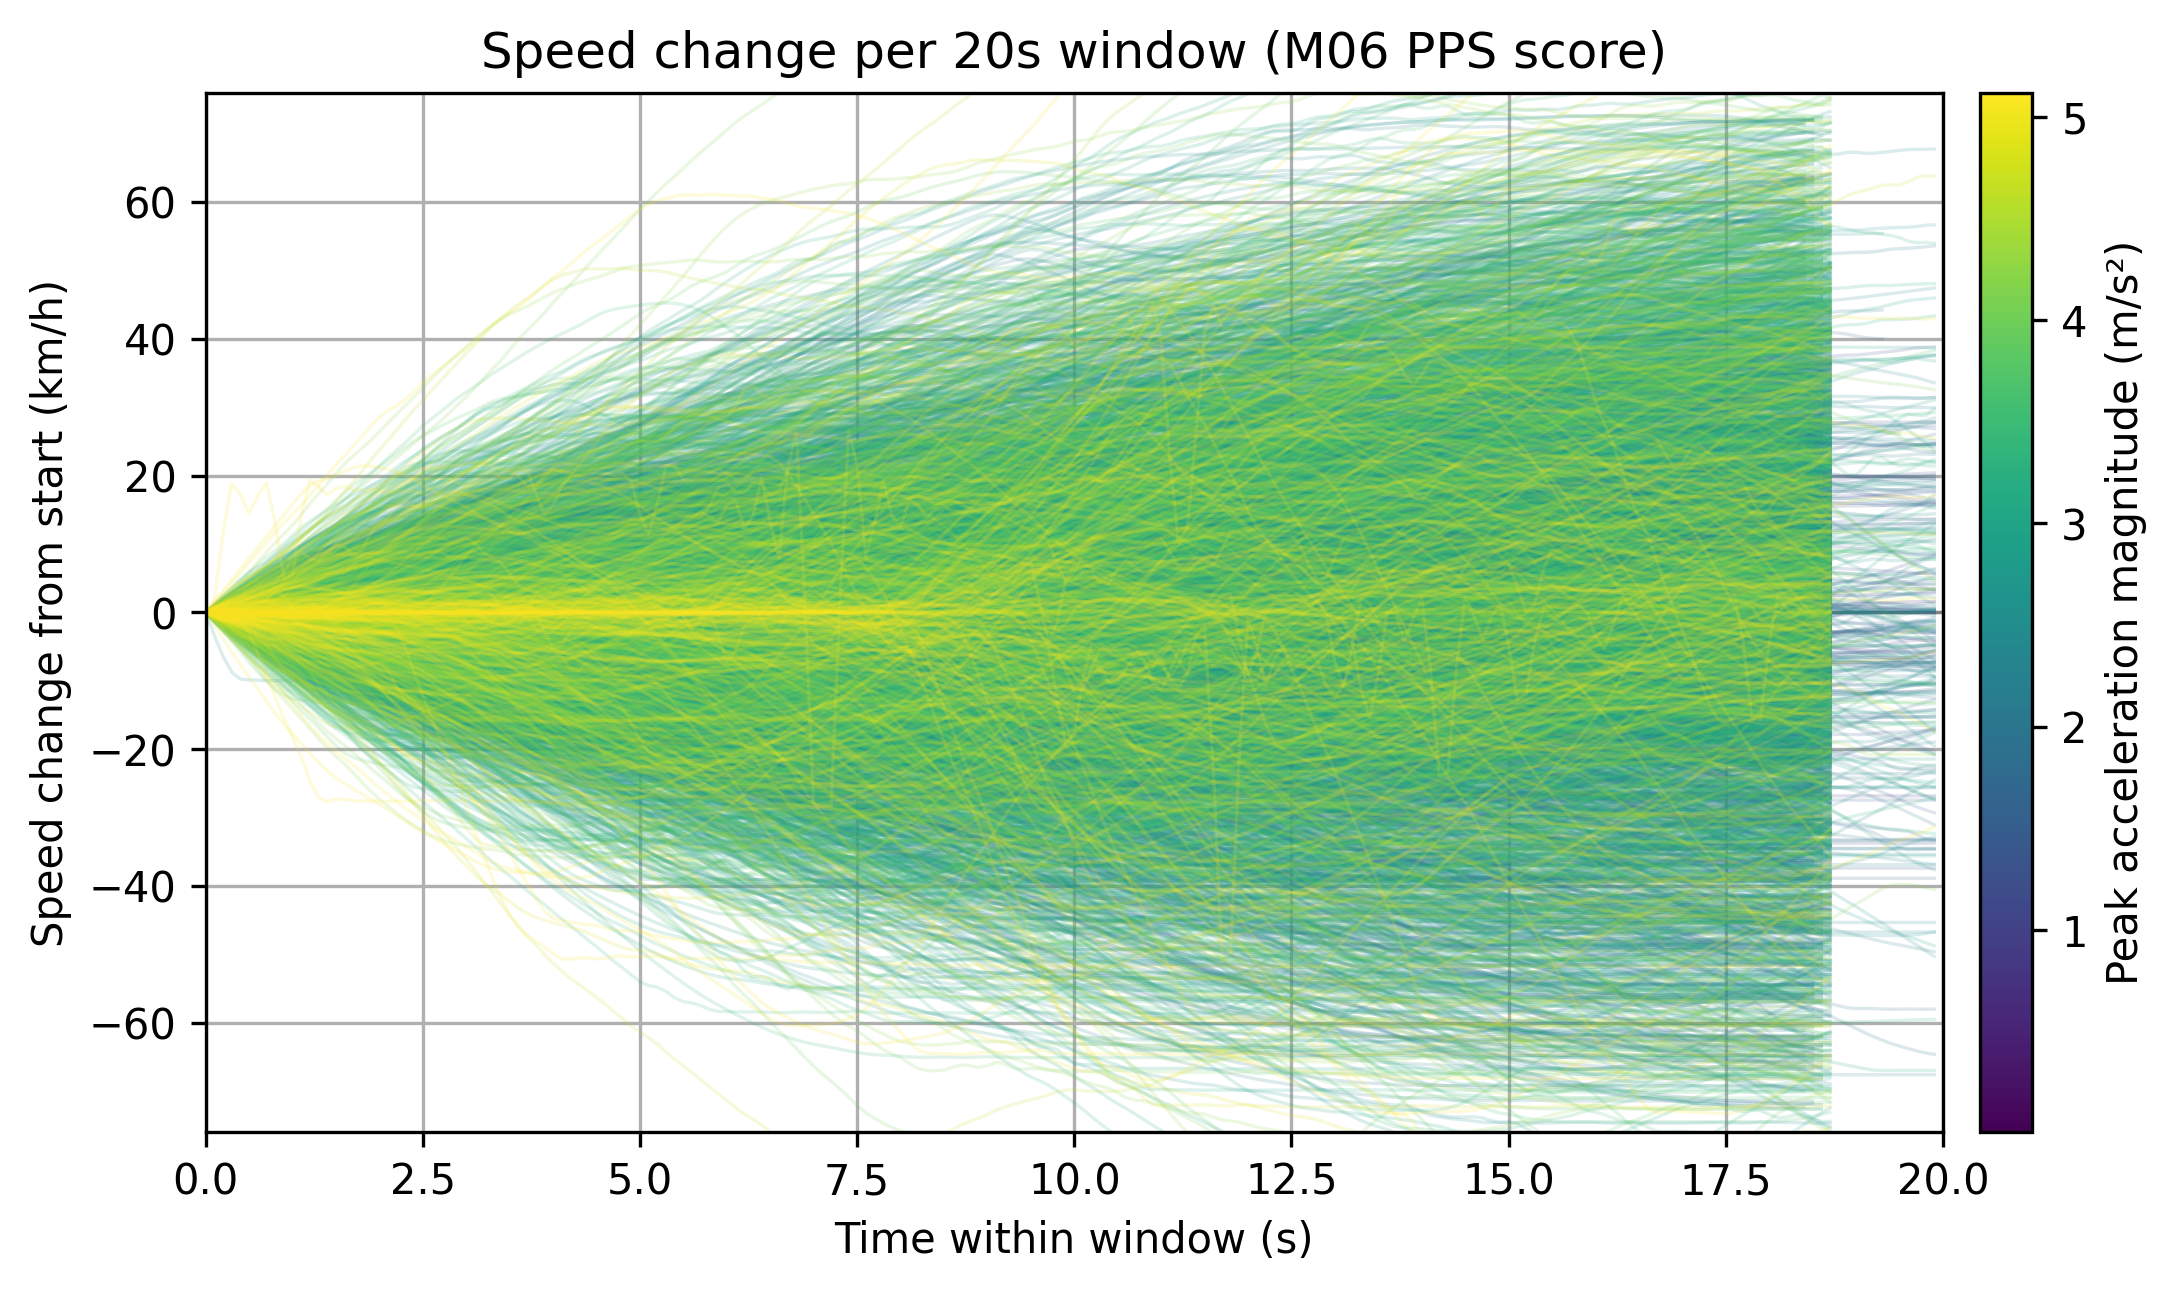 Speed change per 20s window (M06 PPS score)
Speed change from start (km/h)
60
40
20
0
−20
−40
−60
0.0 2.5 5.0 7.5 10.0 12.5 15.0 17.5 20.0
Time within window (s)
5
4
3
2
1
Peak acceleration magnitude (m/s²)